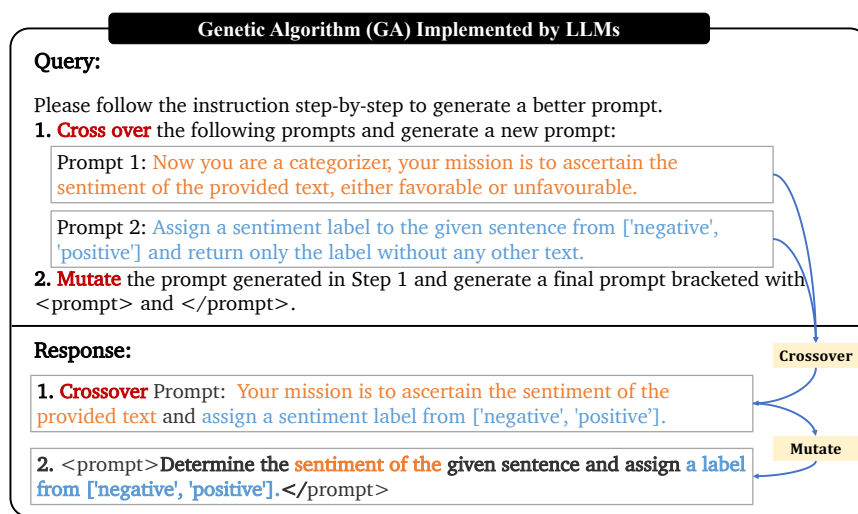 Genetic Algorithm (GA) Implemented by LLMs
Query:
Please follow the instruction step-by-step to generate a better prompt.
1. Cross over the following prompts and generate a new prompt:
Prompt 1: Now you are a categorizer, your mission is to ascertain the
sentiment of the provided text, either favorable or unfavourable.
Prompt 2: Assign a sentiment label to the given sentence from ['negative',
'positive'] and return only the label without any other text.
2. Mutate the prompt generated in Step 1 and generate a final prompt bracketed with
<prompt> and </prompt>.
Response:
Crossover
1. Crossover Prompt: Your mission is to ascertain the sentiment of the
provided text and assign a sentiment label from ['negative', 'positive’].
Mutate
2. <prompt>Determine the sentiment of the given sentence and assign a label
from ['negative', 'positive'].</prompt>